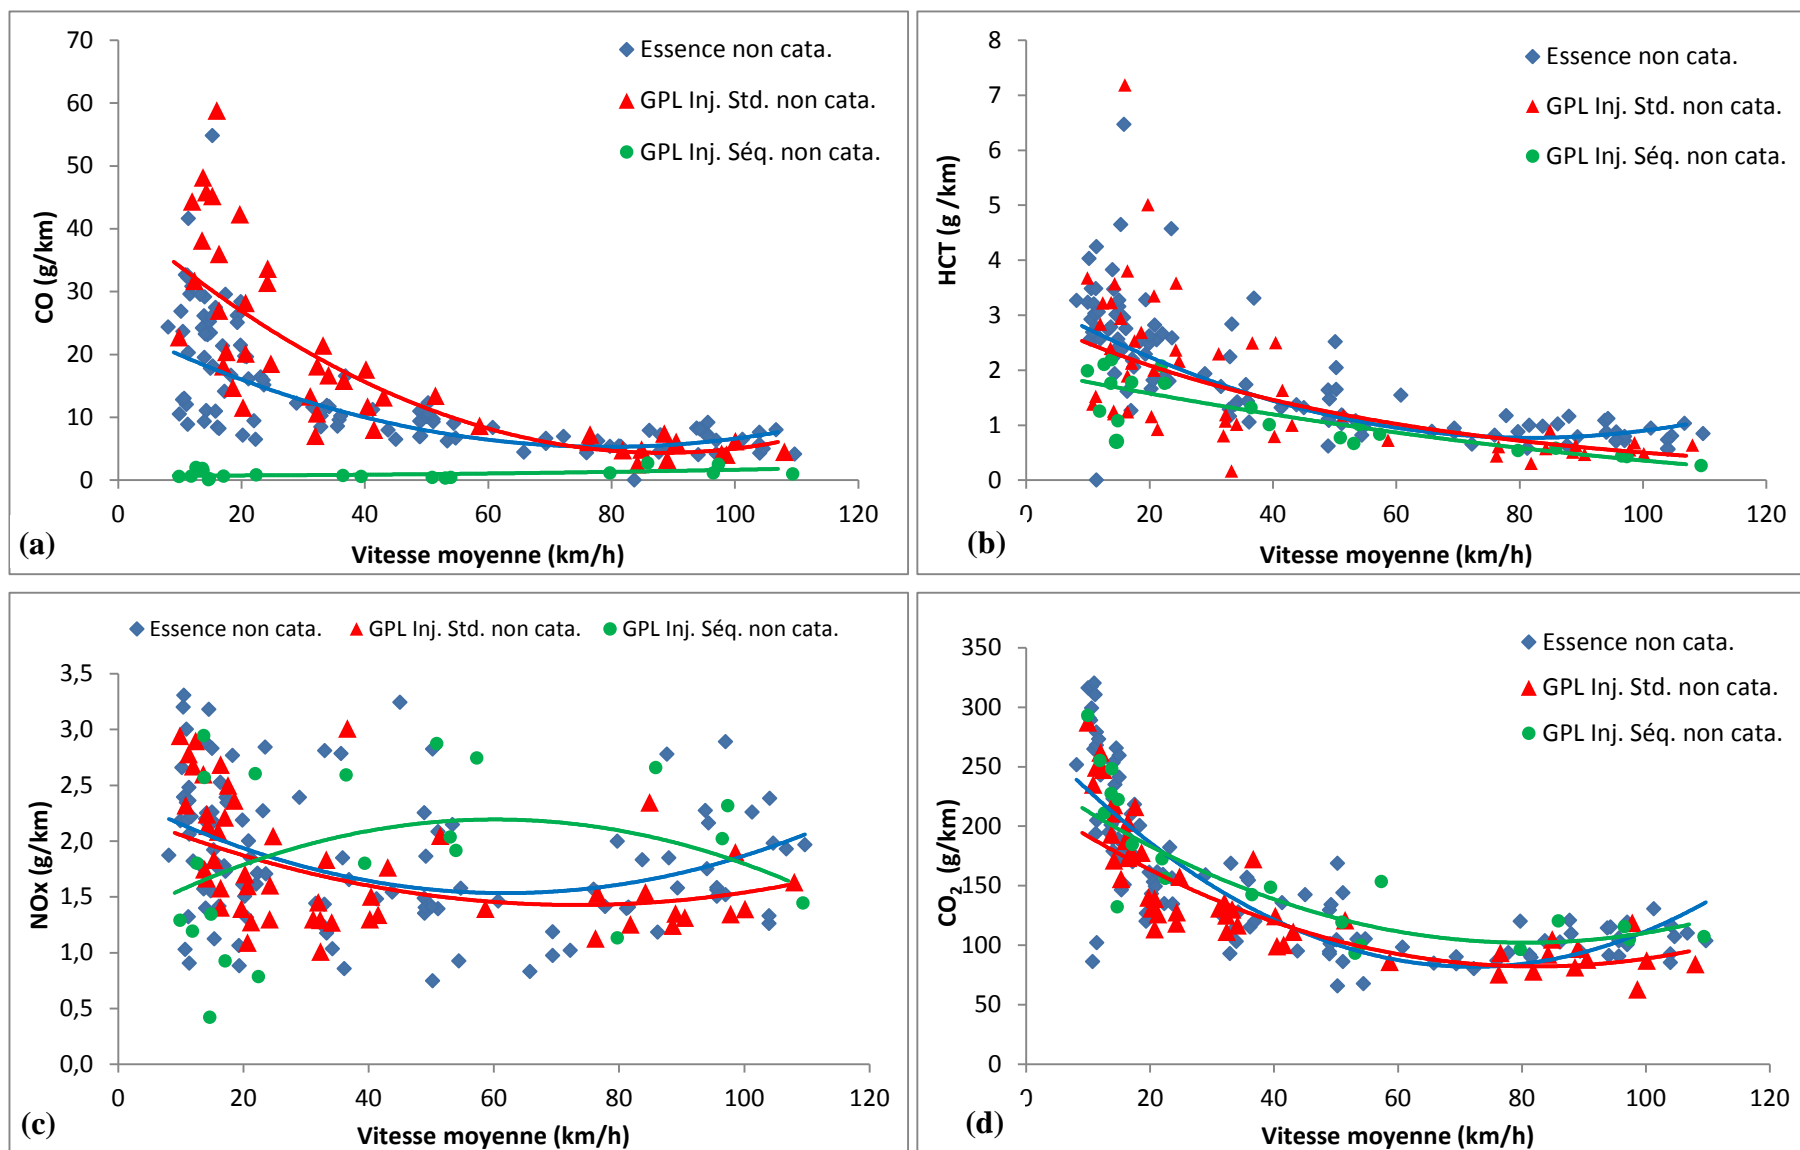 70
60
50
40
30
20
10
0
0 20 40 60 80 100 120
CO (g/km)
Vitesse moyenne (km/h)
Essence non cata.
GPL Inj. Std. non cata.
GPL Inj. Séq. non cata.
(a)
8
7
6
5
4
3
2
1
0
0 20 40 60 80 100 120
HCT (g /km)
Vitesse moyenne (km/h)
Essence non cata.
GPL Inj. Std. non cata.
GPL Inj. Séq. non cata.
(b)
Essence non cata. GPL Inj. Std. non cata. GPL Inj. Séq. non cata.
3,5
3,0
2,5
2,0
1,5
1,0
0,5
0,0
0 20 40 60 80 100 120
NOx (g/km)
Vitesse moyenne (km/h)
(c)
350
300
250
200
150
100
50
0
0 20 40 60 80 100 120
CO2 (g/km)
Vitesse moyenne (km/h)
Essence non cata.
GPL Inj. Std. non cata.
GPL Inj. Séq. non cata.
(d)